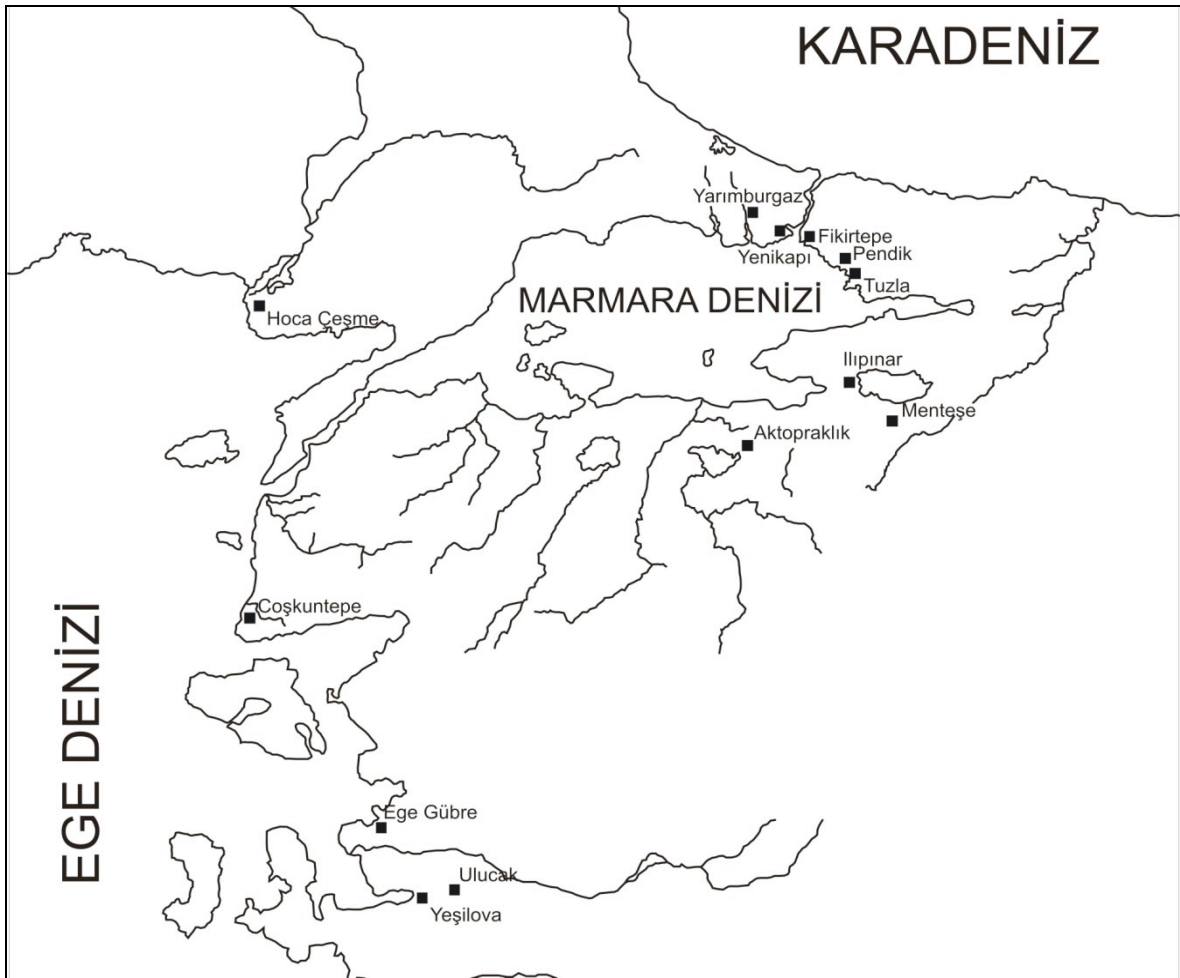 KARADENİZ
Yarımburgaz
Fikirtepe
Yenikapı
Pendik
Tuzla
MARMARA DENİZİ
Hoca Çeşme
Ilıpınar
Menteşe
Aktopraklık
Coşkuntepe
EGE DENİZİ
Ege Gübre
Ulucak
Yeşilova